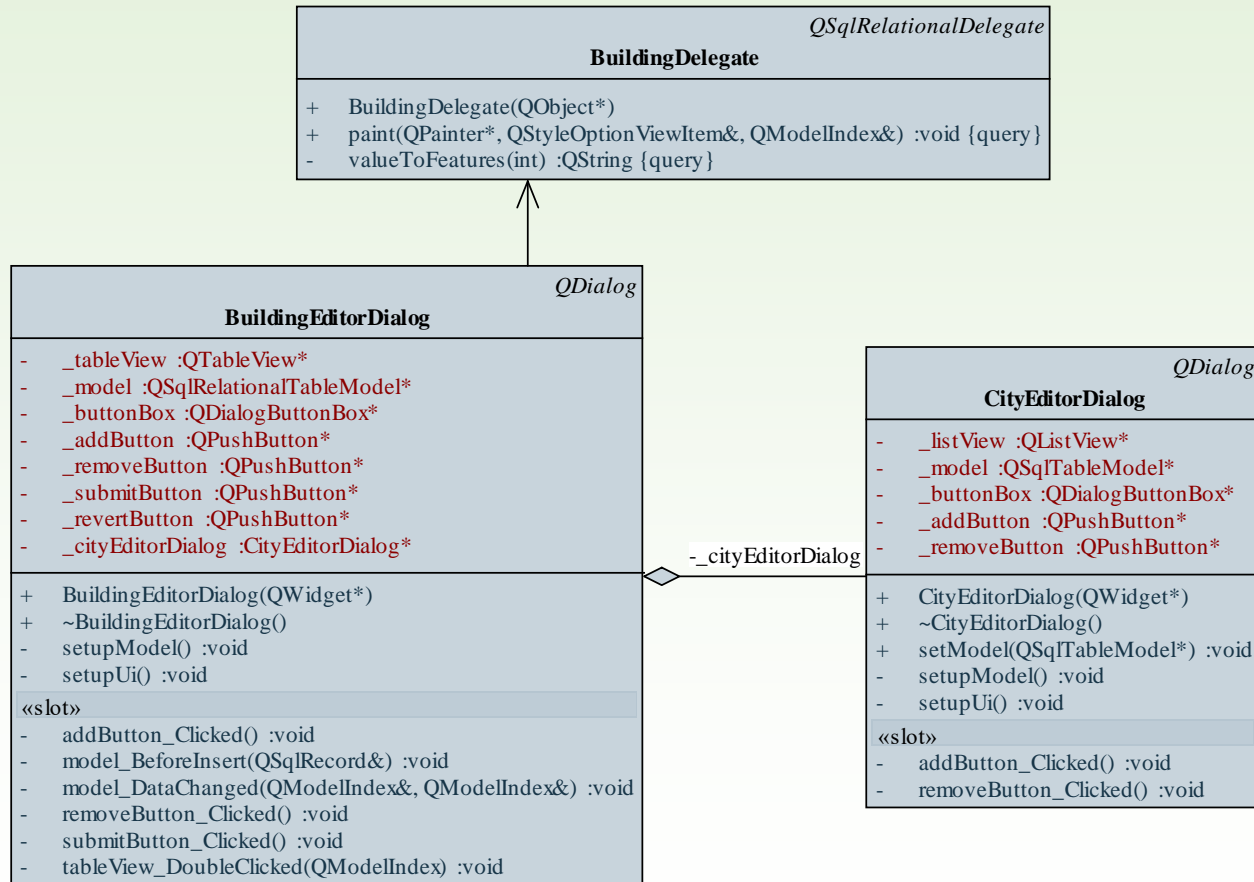 QSqlRelationalDelegate
BuildingDelegate
+ BuildingDelegate(QObject*)
+ paint(QPainter*, QStyleOptionViewItem&, QModelIndex&) :void {query}
- valueToFeatures(int) :QString {query}
QDialog
BuildingEditorDialog
- _tableView :QTableView*
- _model :QSqlRelationalTableModel*
- _buttonBox :QDialogButtonBox*
- _addButton :QPushButton*
- _removeButton :QPushButton*
- _submitButton :QPushButton*
- _revertButton :QPushButton*
- _cityEditorDialog :CityEditorDialog*
+ BuildingEditorDialog(QWidget*)
+ ~BuildingEditorDialog()
- setupModel() :void
- setupUi() :void
«slot»
- addButton_Clicked() :void
- model_BeforeInsert(QSqlRecord&) :void
- model_DataChanged(QModelIndex&, QModelIndex&) :void
- removeButton_Clicked() :void
- submitButton_Clicked() :void
- tableView_DoubleClicked(QModelIndex) :void
-_cityEditorDialog
QDialog
CityEditorDialog
- _listView :QListView*
- _model :QSqlTableModel*
- _buttonBox :QDialogButtonBox*
- _addButton :QPushButton*
- _removeButton :QPushButton*
+ CityEditorDialog(QWidget*)
+ ~CityEditorDialog()
+ setModel(QSqlTableModel*) :void
- setupModel() :void
- setupUi() :void
«slot»
- addButton_Clicked() :void
- removeButton_Clicked() :void